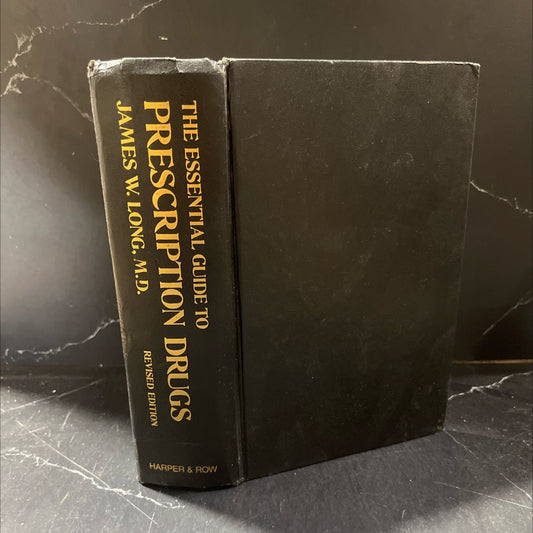 THE ESSENTIAL GUIDE TO
PRESCRIPTION DRUGS
JAMES W. LONG, M.D.
REVISED EDITION
HARPER & ROW